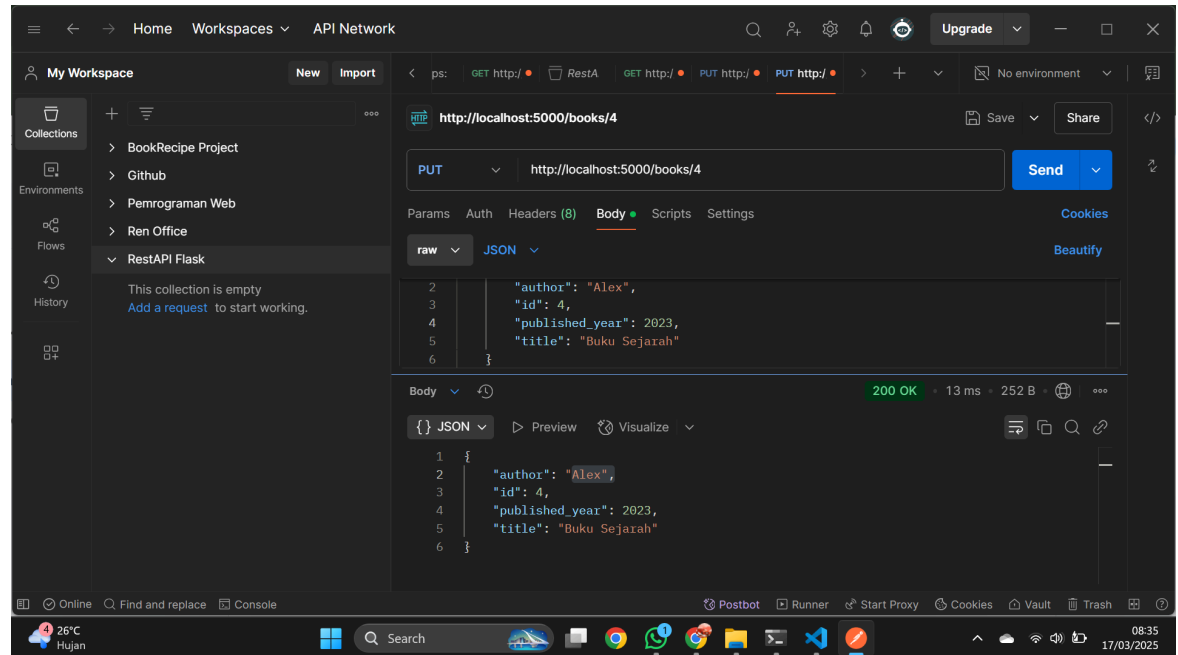 Home Workspaces API Network Upgrade
My Workspace New Import ps: GET http:/ RestA GET http:/ PUT http:/ PUT http:/ No environment
Collections
Environments
Flows
History
BookRecipe Project
Github
Pemrograman Web
Ren Office
RestAPI Flask
This collection is empty
Add a request to start working.
HTTP http://localhost:5000/books/4 Save Share
PUT http://localhost:5000/books/4 Send
Params Auth Headers (8) Body Scripts Settings Cookies
raw JSON Beautify
2 "author": "Alex",
3 "id": 4,
4 "published_year": 2023,
5 "title": "Buku Sejarah"
6 }
Body 200 OK 13 ms 252 B
{} JSON Preview Visualize
1 {
2 "author": "Alex",
3 "id": 4,
4 "published_year": 2023,
5 "title": "Buku Sejarah"
6 }
Online Find and replace Console Postbot Runner Start Proxy Cookies Vault Trash
4 26°C
Hujan
Search
1
08:35
17/03/2025